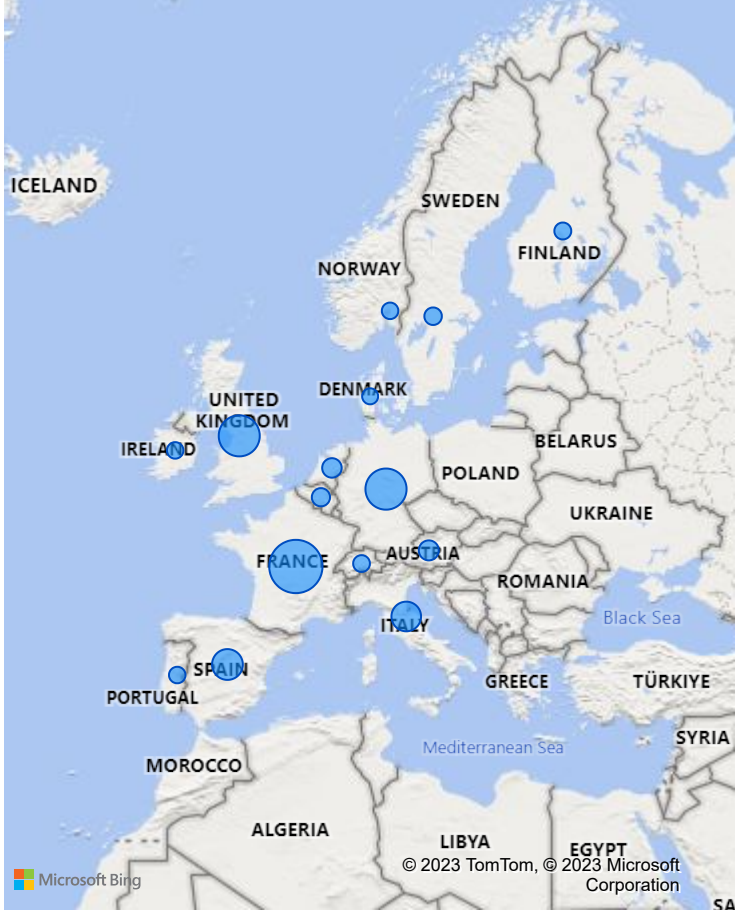 ICELAND
SWEDEN
FINLAND
NORWAY
DENMARK
UNITED
KINGDOM
IRELAND
BELARUS
POLAND
UKRAINE
FRANCE
AUSTRIA
ROMANIA
Black Sea
ITALY
SPAIN
GREECE
TÜRKIYE
PORTUGAL
SYRIA
Mediterranean Sea
MOROCCO
ALGERIA
LIBYA
EGYPT
© 2023 TomTom, © 2023 Microsoft
Corporation
Microsoft Bing
SA